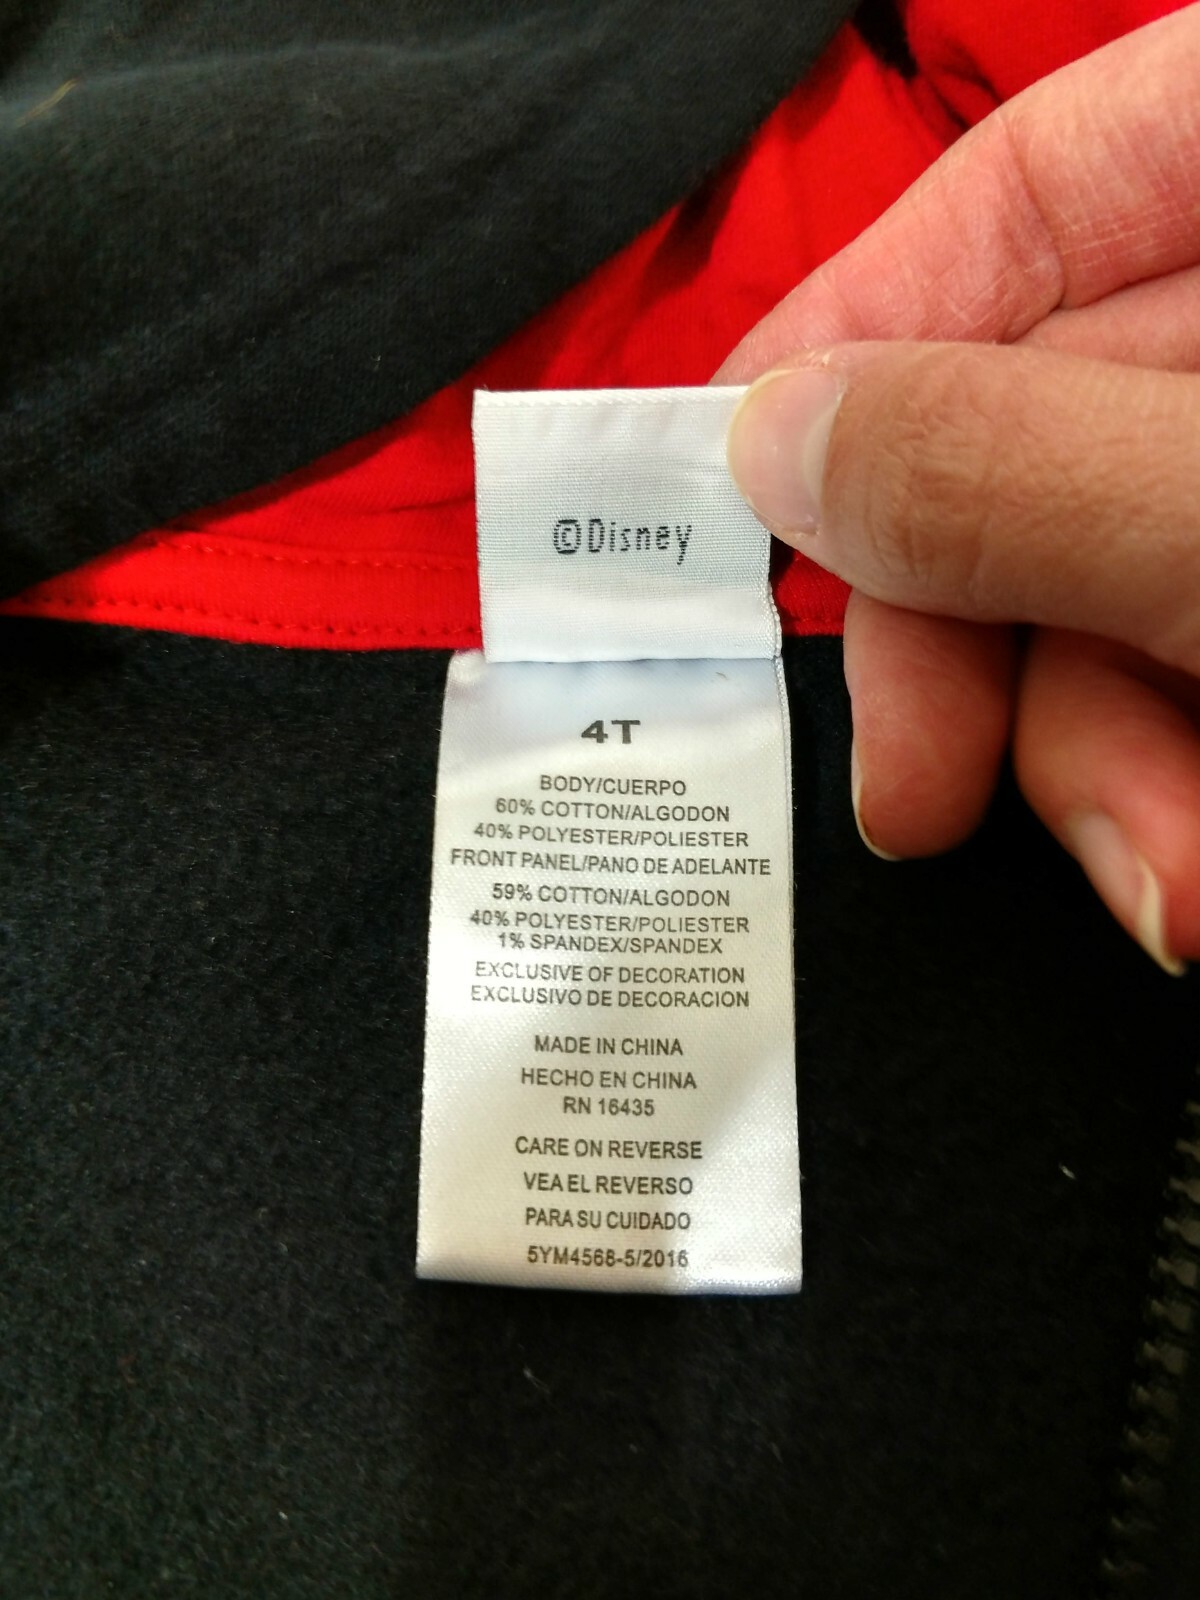 ©Disney
4T
BODY/CUERPO
60% COTTON/ALGODON
40% POLYESTER/POLIESTER
FRONT PANEL/PANO DE ADELANTE
59% COTTON/ALGODON
40% POLYESTER/POLIESTER
1% SPANDEX/SPANDEX
EXCLUSIVE OF DECORATION
EXCLUSIVO DE DECORACION
MADE IN CHINA
HECHO EN CHINA
RN 16435
CARE ON REVERSE
VEA EL REVERSO
PARA SU CUIDADO
5YM4568-5/2016